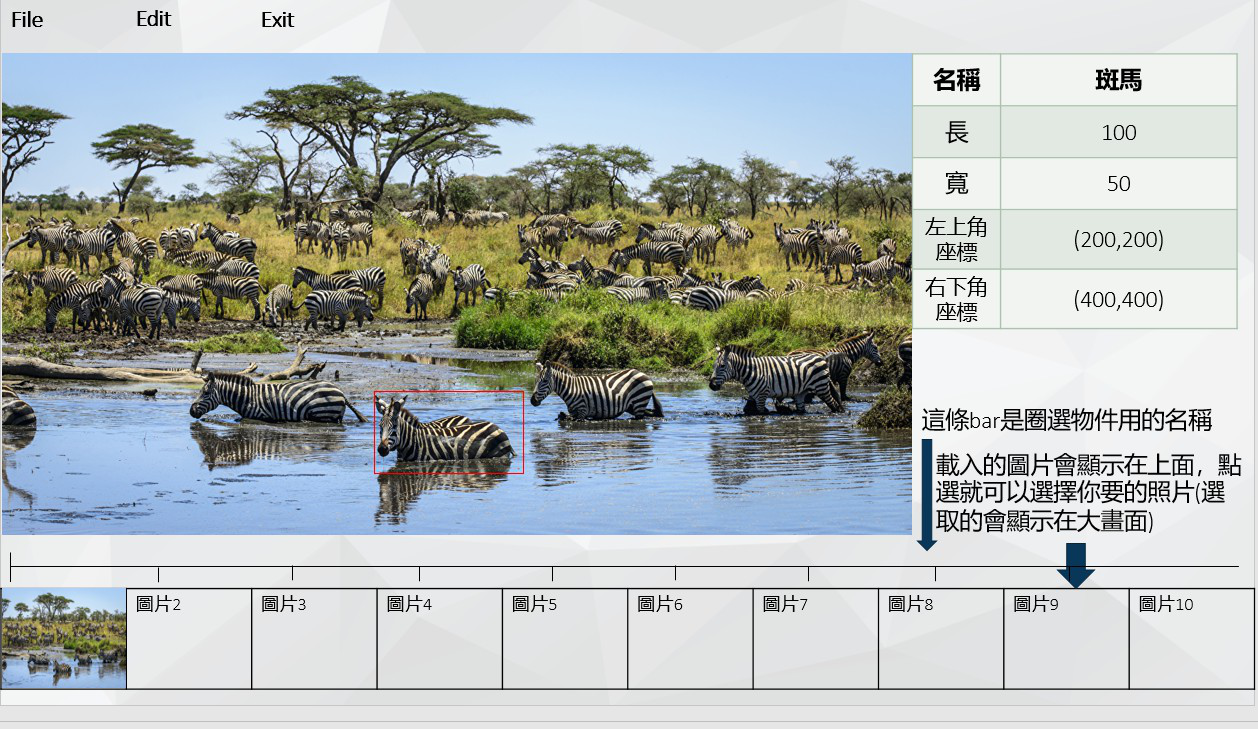 File Edit Exit
名稱 斑馬
長 100
寬 50
左上角
座標 (200,200)
右下角
座標 (400,400)
這條bar是圈選物件用的名稱
載入的圖片會顯示在上面，點
選就可以選擇你要的照片(選
取的會顯示在大畫面)
圖片2 圖片3 圖片4 圖片5 圖片6 圖片7 圖片8 圖片9 圖片10